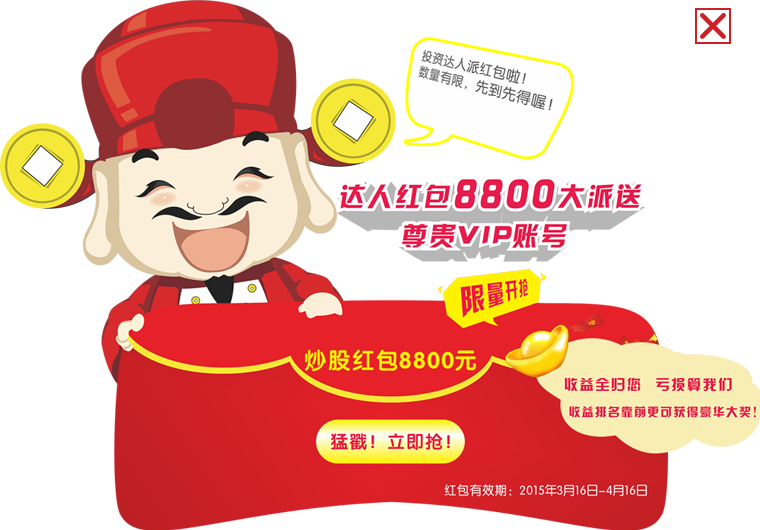 投资达人派红包啦！
数量有限，先到先得喔！
达人红包8800大派送
尊贵VIP账号
限量开抢
炒股红包8800元
收益全归您 亏损算我们
收益排名靠前更可获得豪华大奖！
猛戳！立即抢！
红包有效期：2015年3月16日-4月16日